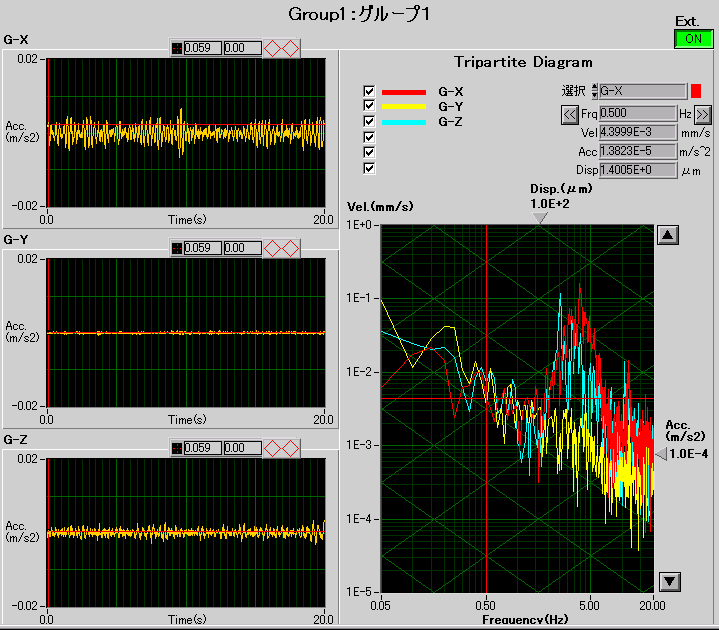 Group1:グループ1
Ext.
ON
G-X
0.059 0.00
0.02
Acc.
(m/s2)
-0.02
0.0 Time(s) 20.0
G-Y
0.059 0.00
0.02
Acc.
(m/s2)
-0.02
0.0 Time(s) 20.0
G-Z
0.059 0.00
0.02
Acc.
(m/s2)
-0.02
0.0 Time(s) 20.0
Tripartite Diagram
G-X
G-Y
G-Z
選択 G-X
<< Frq 0.500 Hz >>
Vel 4.3999E-3 mm/s
Acc 1.3823E-5 m/s^2
Disp 1.4005E+0 μm
Disp.(μm)
1.0E+2
Vel.(mm/s)
1E+0
1E-1
1E-2
1E-3
1E-4
1E-5
Acc.
(m/s2)
1.0E-4
0.05 0.50 5.00 20.00
Frequency(Hz)